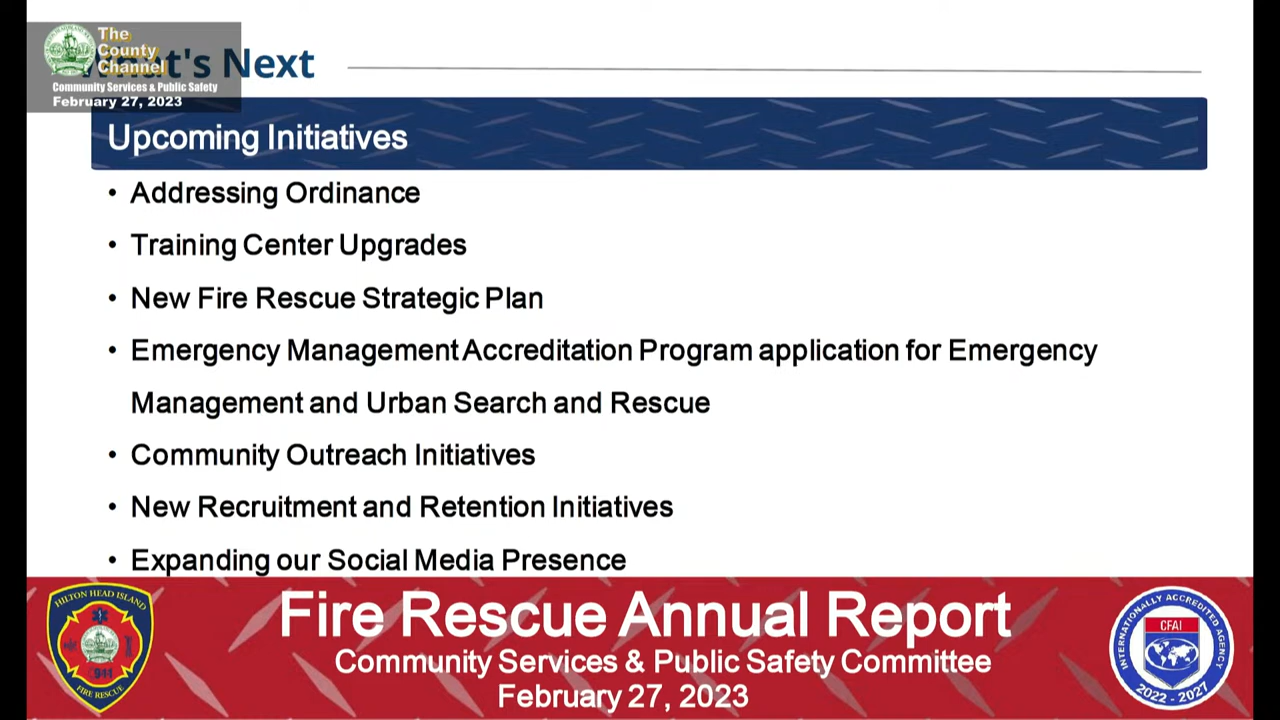 The
County
Channel
Community Services & Public Safety
February 27, 2023
What's Next
Upcoming Initiatives
• Addressing Ordinance
• Training Center Upgrades
• New Fire Rescue Strategic Plan
• Emergency Management Accreditation Program application for Emergency
Management and Urban Search and Rescue
• Community Outreach Initiatives
• New Recruitment and Retention Initiatives
• Expanding our Social Media Presence
HILTON HEAD ISLAND
911
FIRE RESCUE
Fire Rescue Annual Report
Community Services & Public Safety Committee
February 27, 2023
INTERNATIONALLY ACCREDITED AGENCY
CFAI
2022 - 2027